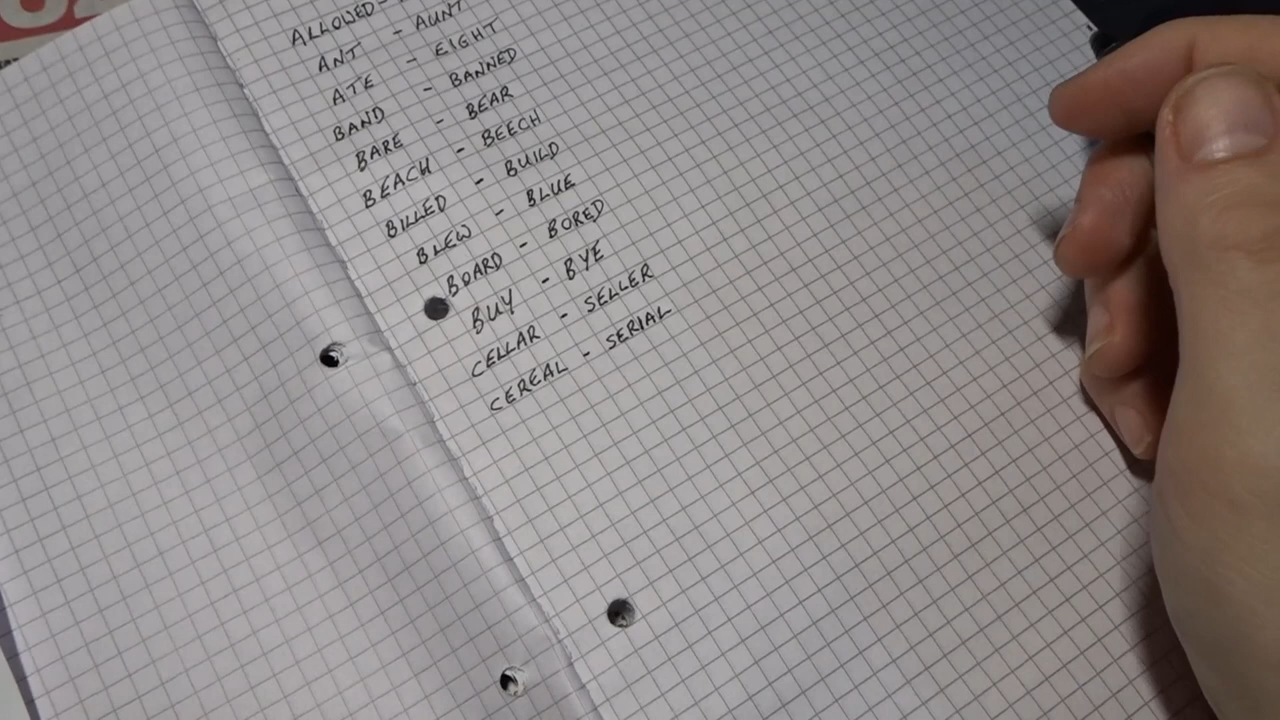 ALLOWED-
ANT - AUNT
ATE - EIGHT
BAND - BANNED
BARE - BEAR
BEACH - BEECH
BILLED - BUILD
BLEW - BLUE
BOARD - BORED
BUY - BYE
CELLAR - SELLER
CEREAL - SERIAL